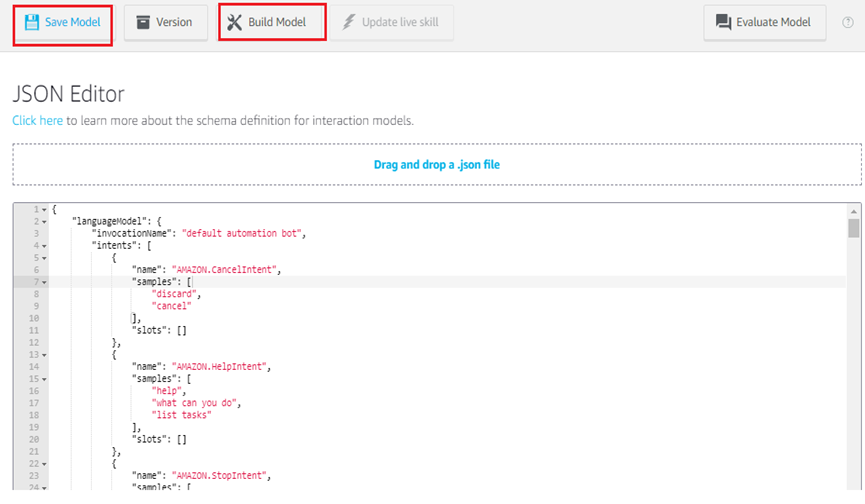 Save Model Version Build Model Update live skill Evaluate Model ?
JSON Editor
Click here to learn more about the schema definition for interaction models.
Drag and drop a .json file
1 {
2 "languageModel": {
3 "invocationName": "default automation bot",
4 "intents": [
5 {
6 "name": "AMAZON.CancelIntent",
7 "samples": [
8 "discard",
9 "cancel"
10 ],
11 "slots": []
12 },
13 {
14 "name": "AMAZON.HelpIntent",
15 "samples": [
16 "help",
17 "what can you do",
18 "list tasks"
19 ],
20 "slots": []
21 },
22 {
23 "name": "AMAZON.StopIntent",
24 "samples": [